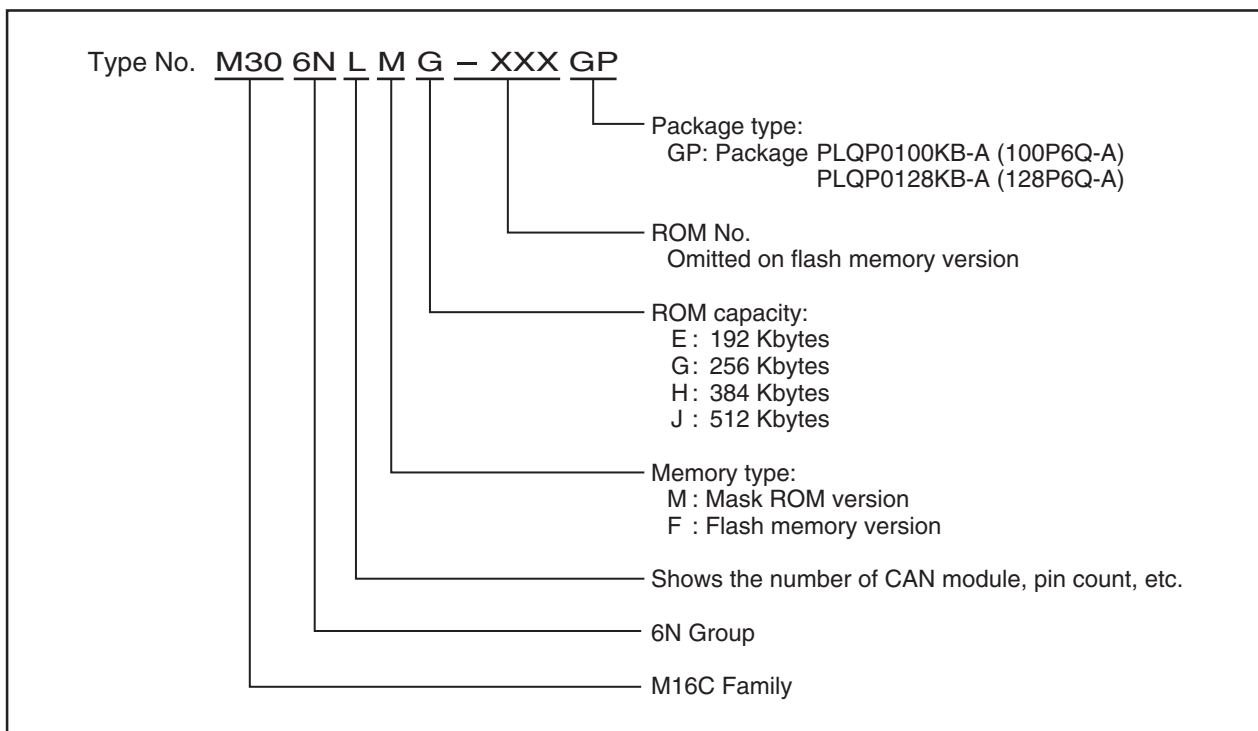 Type No. M30 6N L M G – XXX GP
Package type:
GP: Package PLQP0100KB-A (100P6Q-A)
PLQP0128KB-A (128P6Q-A)
ROM No.
Omitted on flash memory version
ROM capacity:
E : 192 Kbytes
G : 256 Kbytes
H : 384 Kbytes
J : 512 Kbytes
Memory type:
M : Mask ROM version
F : Flash memory version
Shows the number of CAN module, pin count, etc.
6N Group
M16C Family